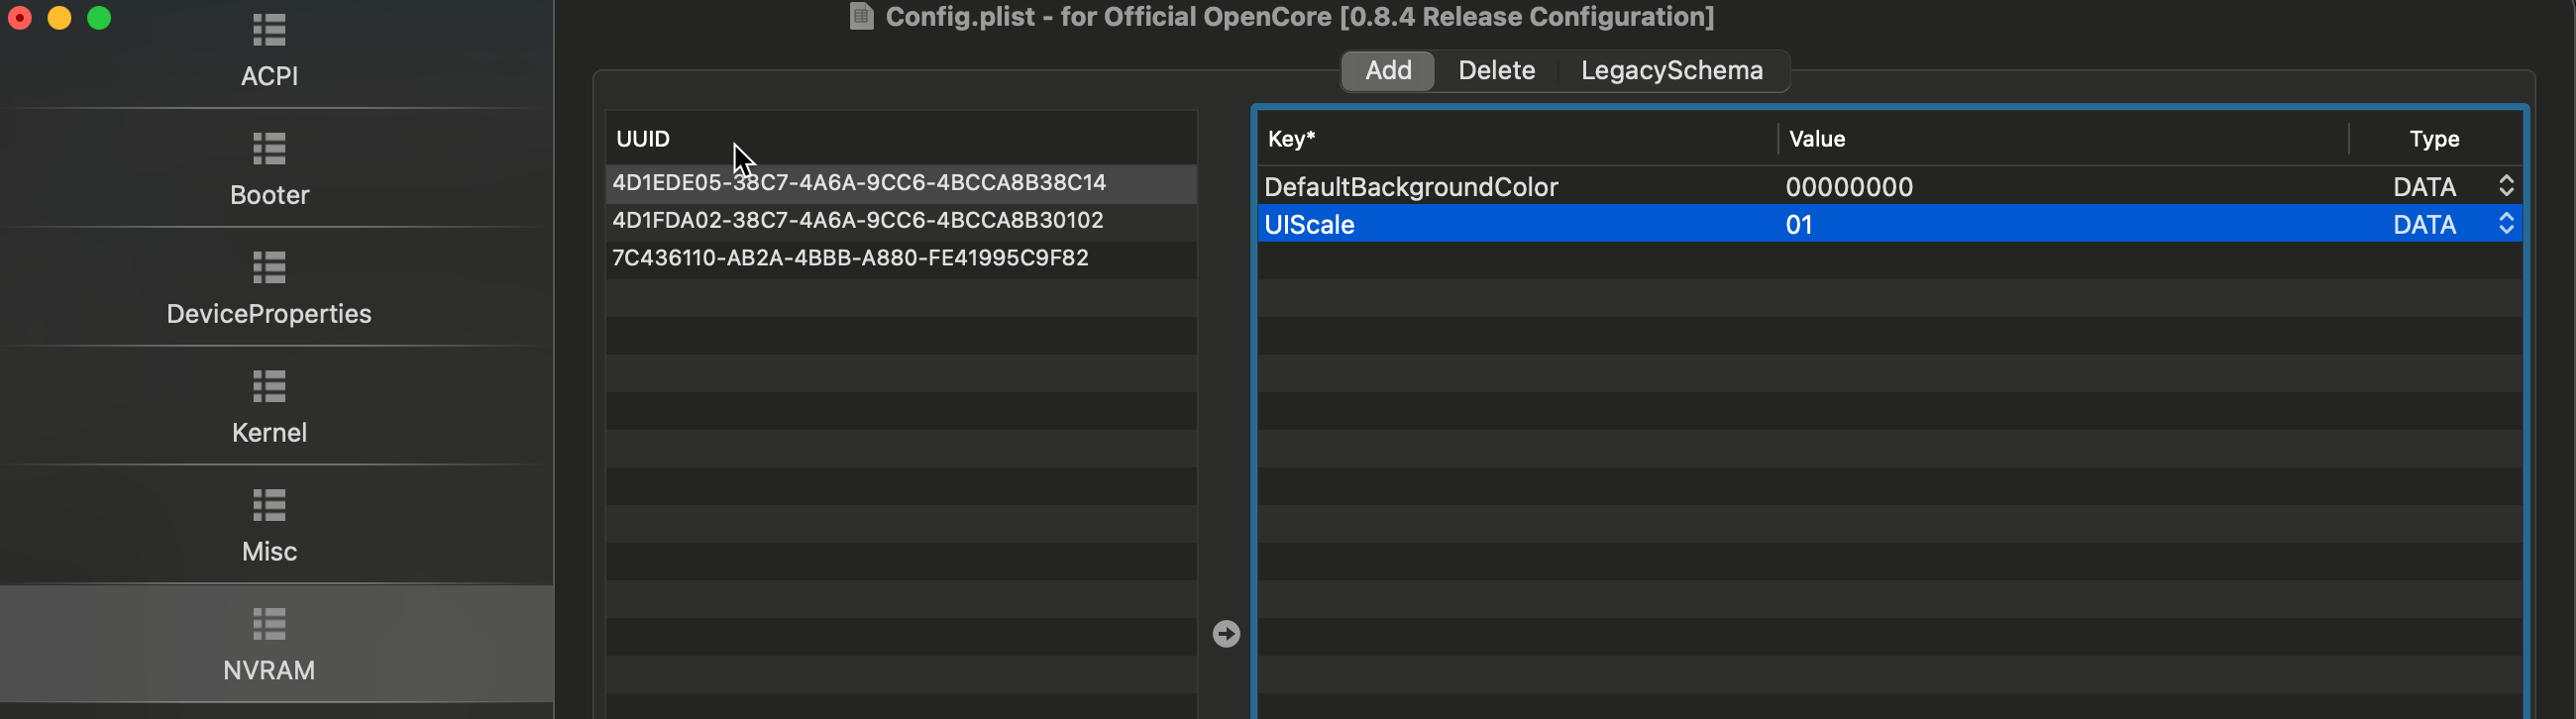 Config.plist - for Official OpenCore [0.8.4 Release Configuration]
ACPI
Booter
DeviceProperties
Kernel
Misc
NVRAM
Add Delete LegacySchema
UUID
4D1EDE05-38C7-4A6A-9CC6-4BCCA8B38C14
4D1FDA02-38C7-4A6A-9CC6-4BCCA8B30102
7C436110-AB2A-4BBB-A880-FE41995C9F82
Key* Value Type
DefaultBackgroundColor 00000000 DATA
UIScale 01 DATA